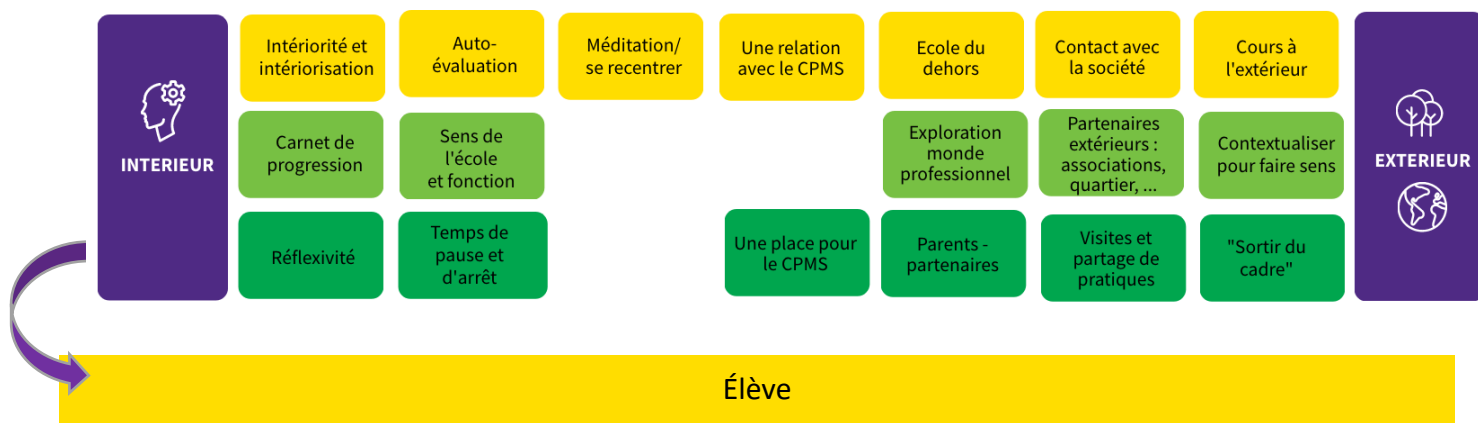 INTERIEUR
Intériorité et
intériorisation
Auto-
évaluation
Méditation/
se recentrer
Une relation
avec le CPMS
Ecole du
dehors
Contact avec
la société
Cours à
l'extérieur
Carnet de
progression
Sens de
l'école
et fonction
Exploration
monde
professionnel
Partenaires
extérieurs :
associations,
quartier, ...
Contextualiser
pour faire sens
Réflexivité
Temps de
pause et
d'arrêt
Une place pour
le CPMS
Parents -
partenaires
Visites et
partage de
pratiques
"Sortir du
cadre"
EXTERIEUR
Élève